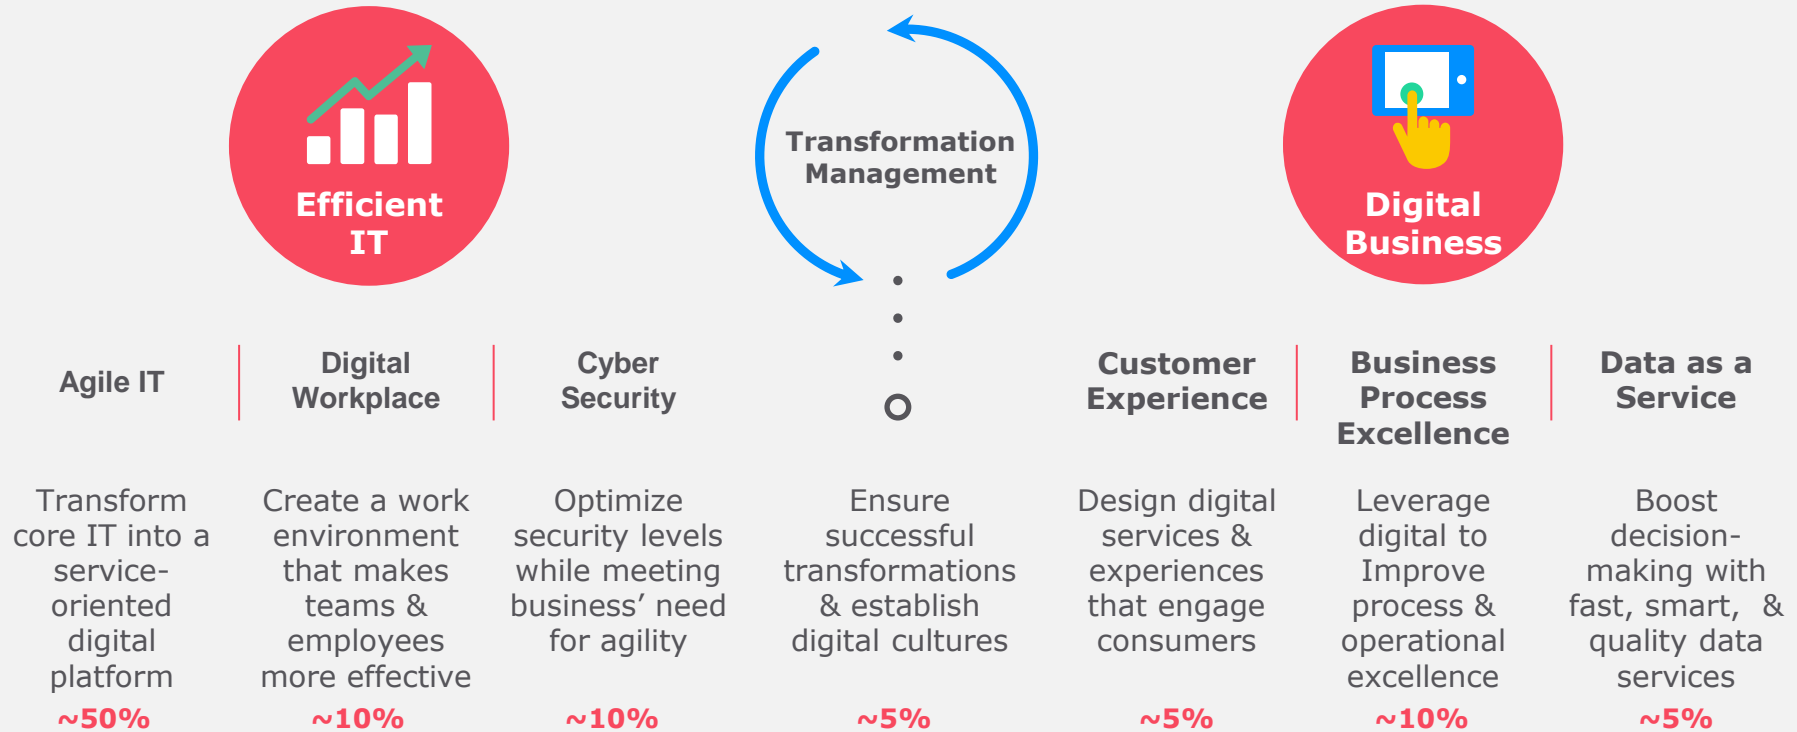 Efficient
IT
Transformation
Management
Digital
Business
Agile IT
Digital
Workplace
Cyber
Security
Customer
Experience
Business
Process
Excellence
Data as a
Service
Transform
core IT into a
service-
oriented
digital
platform
~50%
Create a work
environment
that makes
teams &
employees
more effective
~10%
Optimize
security levels
while meeting
business’ need
for agility
~10%
Ensure
successful
transformations
& establish
digital cultures
~5%
Design digital
services &
experiences
that engage
consumers
~5%
Leverage
digital to
Improve
process &
operational
excellence
~10%
Boost
decision-
making with
fast, smart,  &
quality data
services
~5%